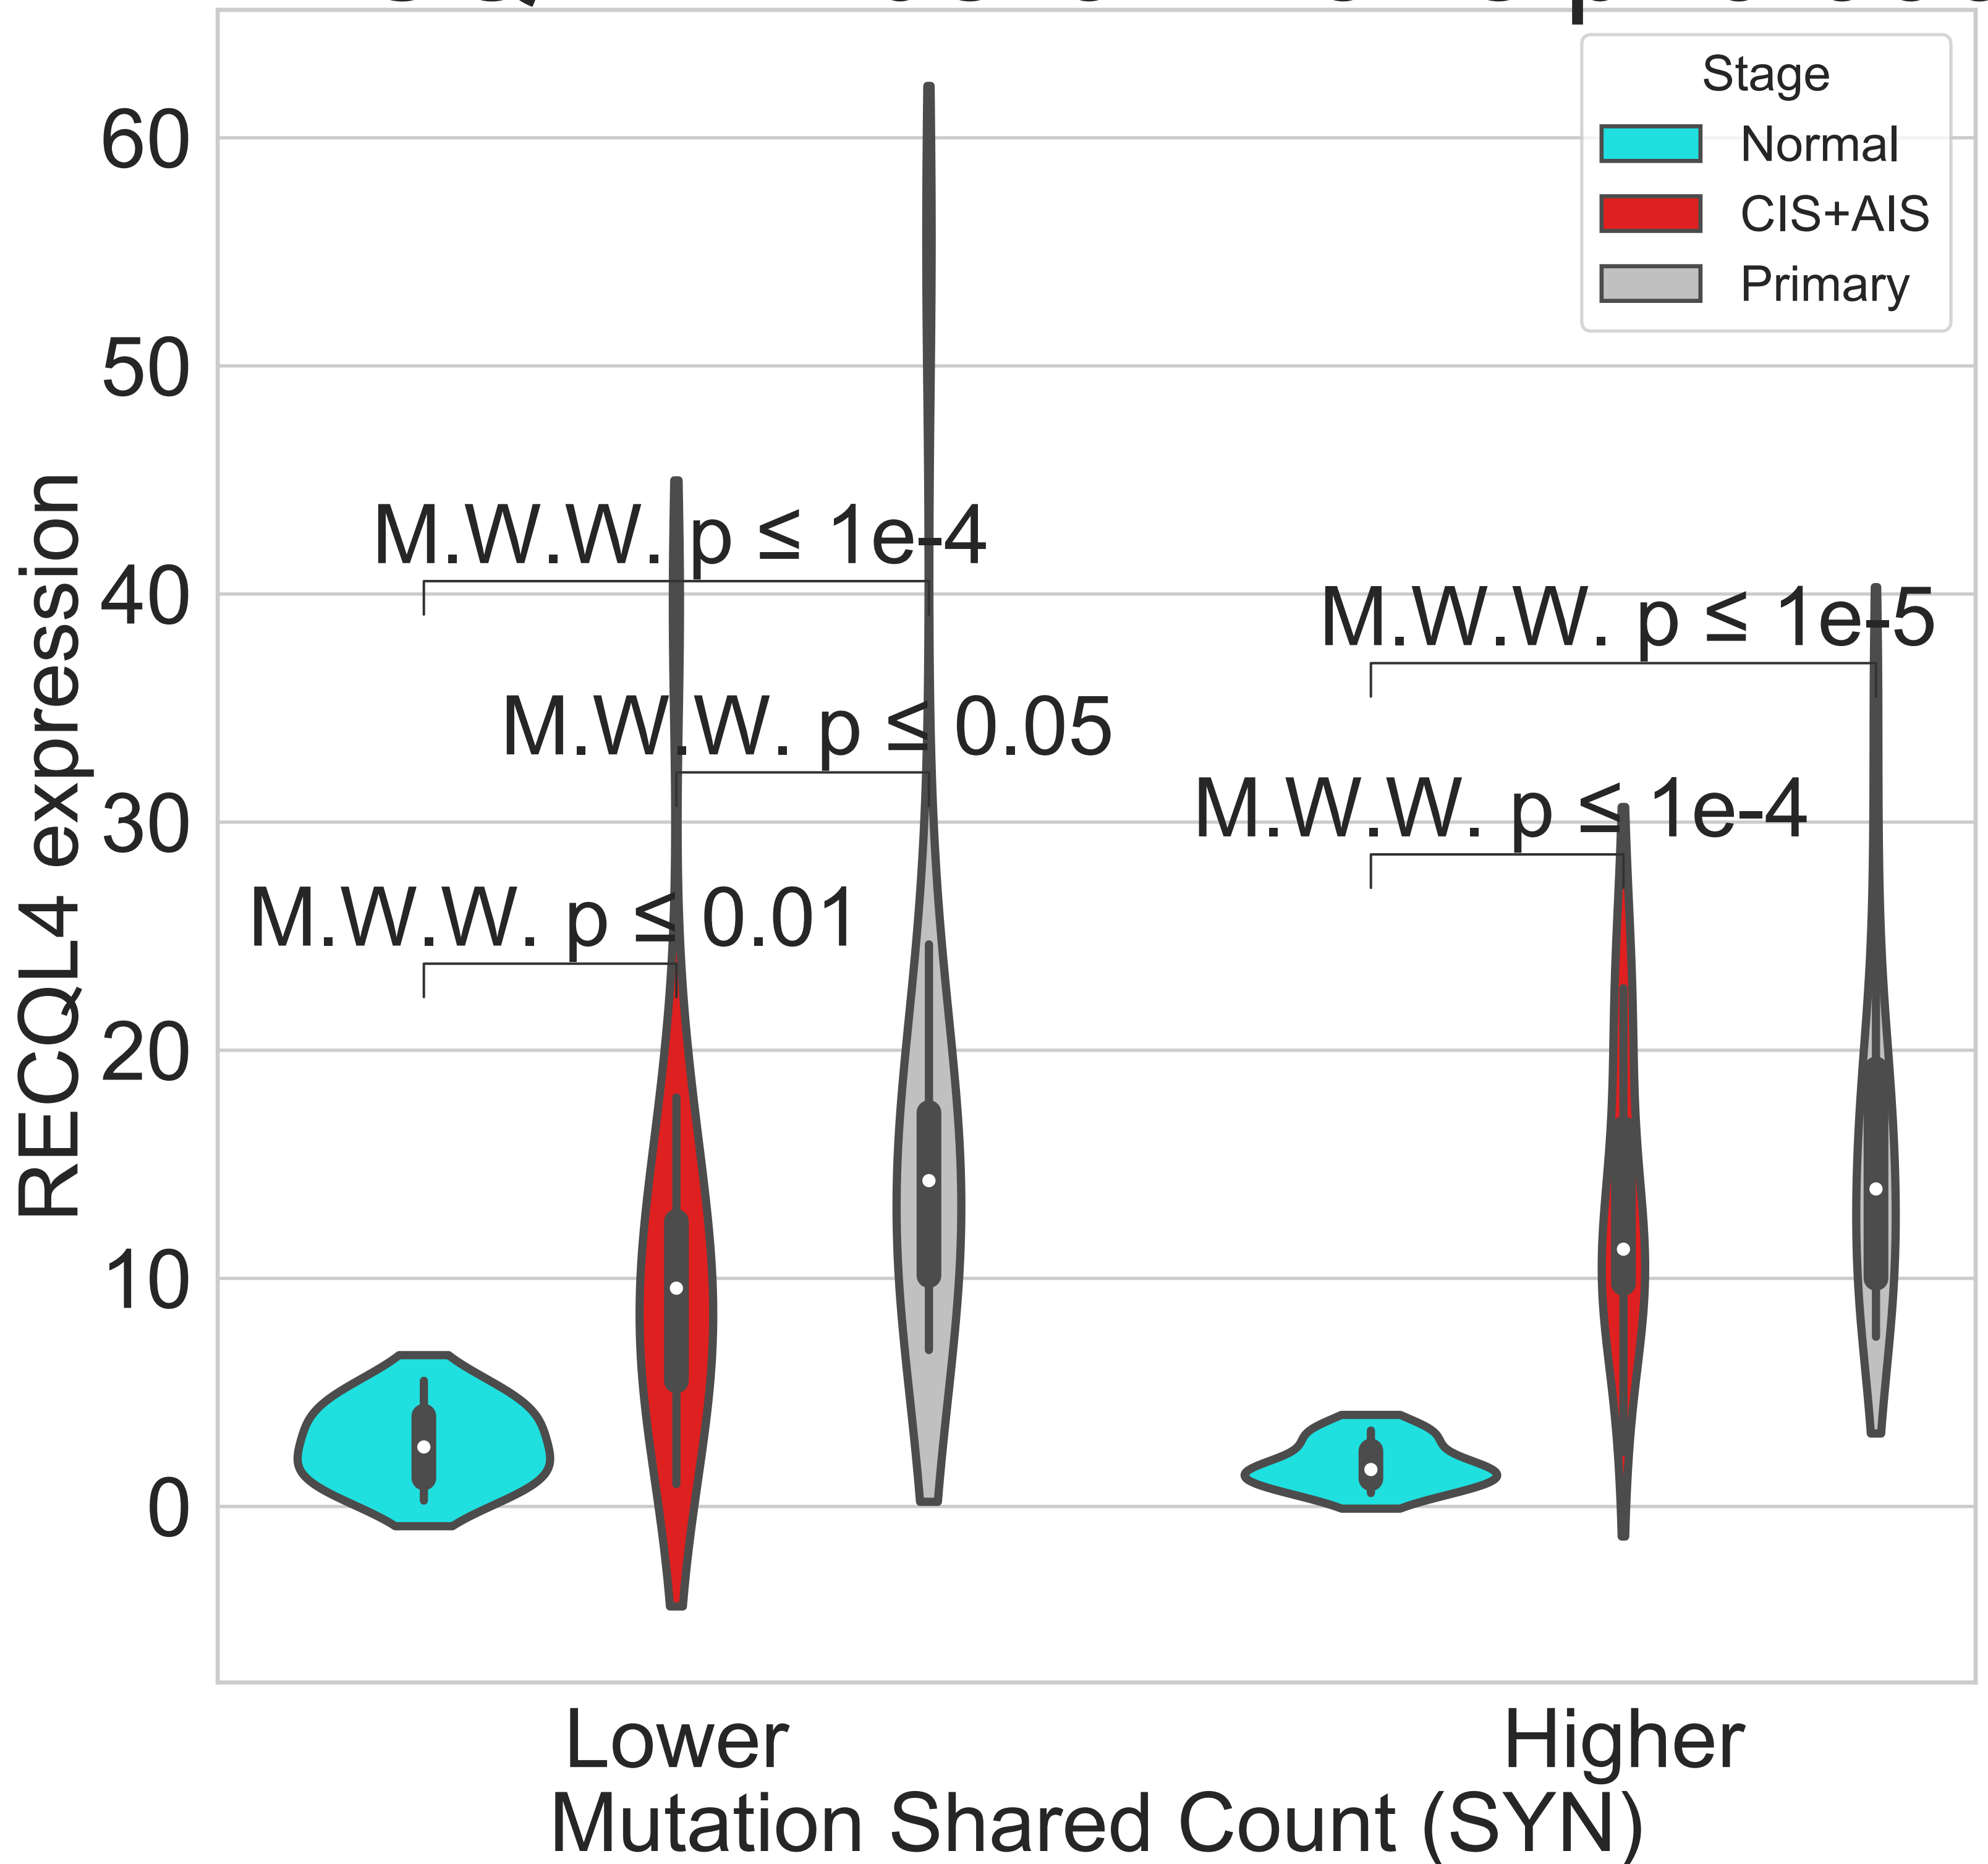 Stage
Normal
CIS+AIS
Primary
60
50
40
30
20
10
0
RECQL4 expression
M.W.W. p ≤ 1e-4
M.W.W. p ≤ 0.05
M.W.W. p ≤ 0.01
M.W.W. p ≤ 1e-5
M.W.W. p ≤ 1e-4
Lower
Higher
Mutation Shared Count (SYN)